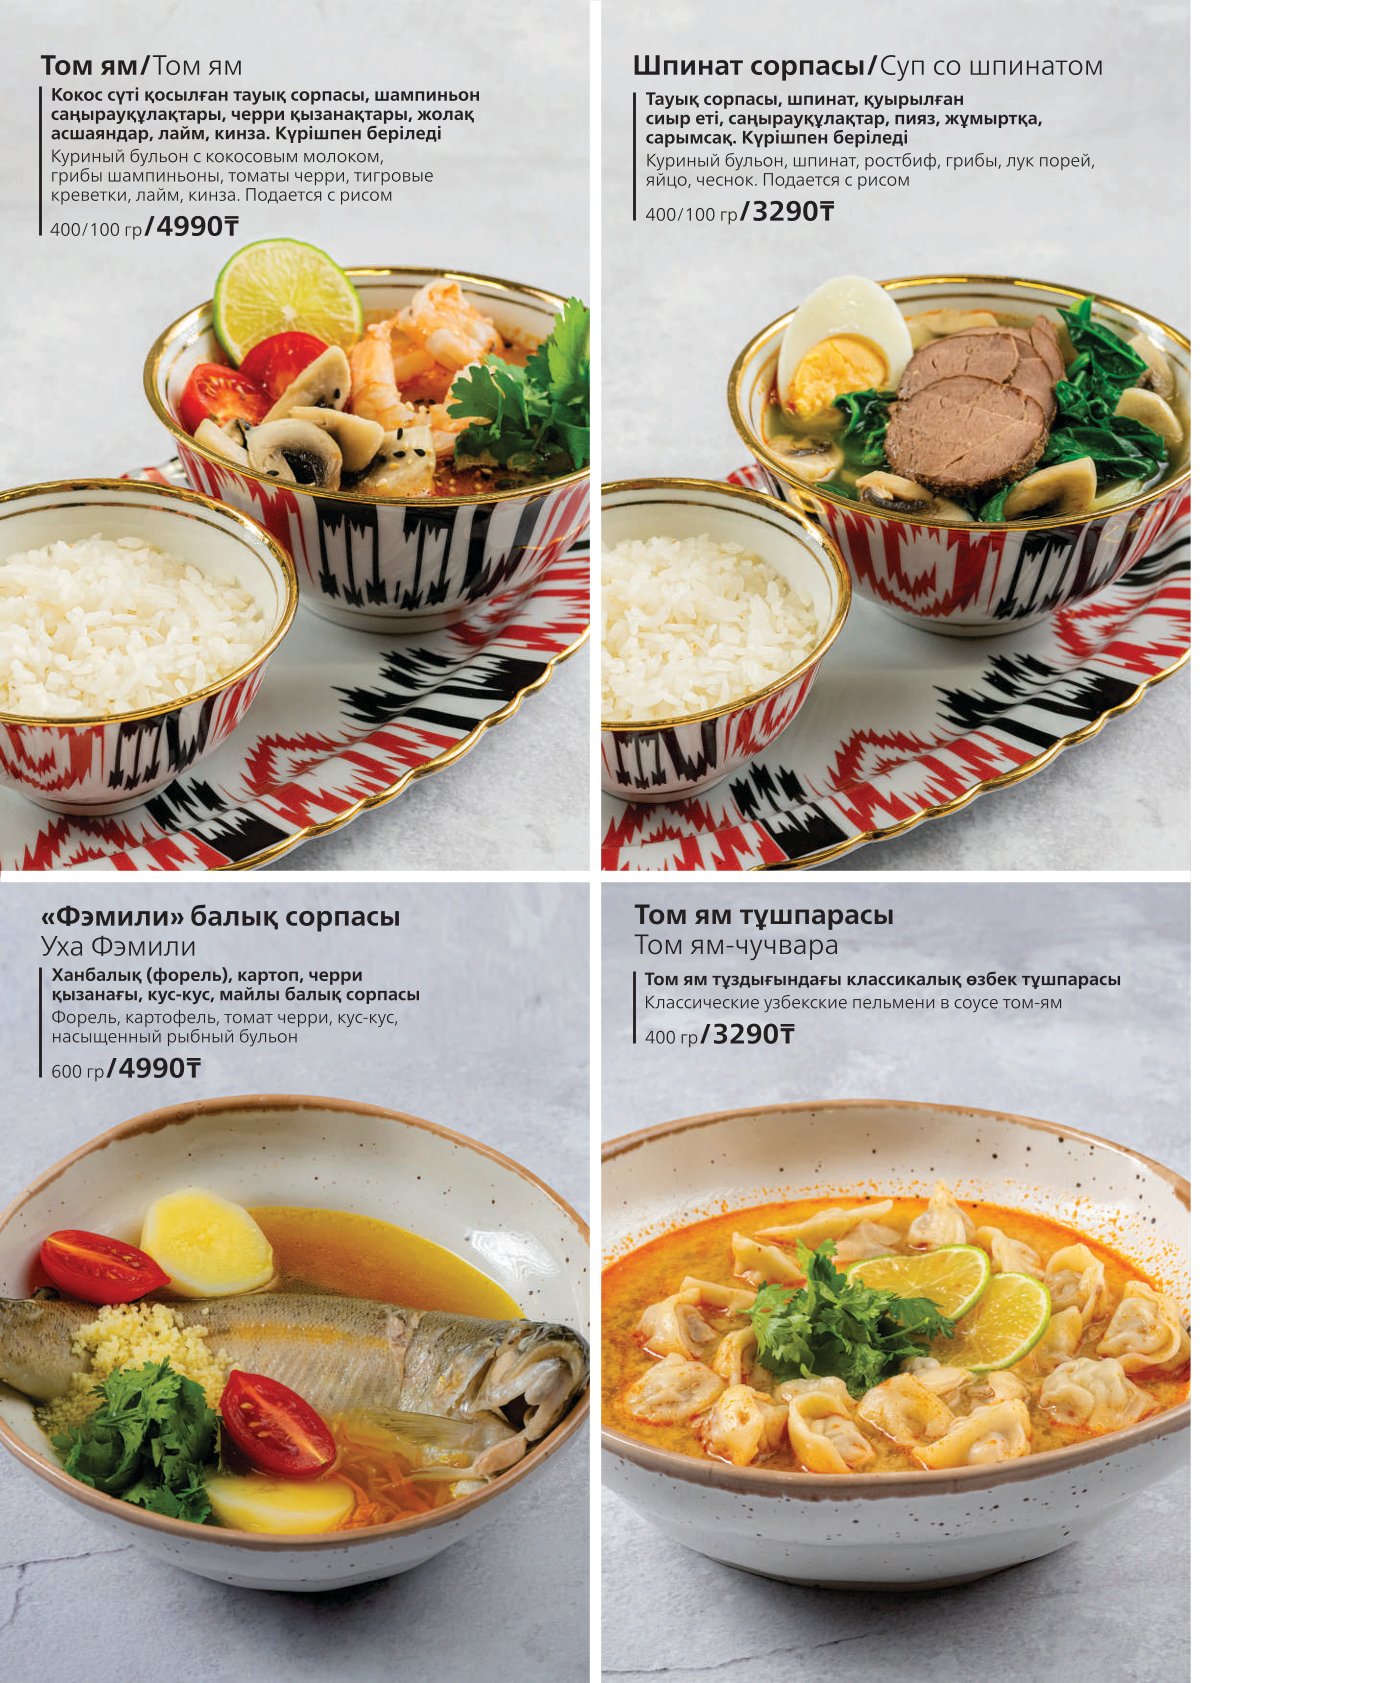 Том ям/Том ям
Кокос сүті қосылған тауық сорпасы, шампиньон
саңырауқұлақтары, черри қызанақтары, жолақ
асшаяндар, лайм, кинза. Күрішпен беріледі
Куриный бульон с кокосовым молоком,
грибы шампиньоны, томаты черри, тигровые
креветки, лайм, кинза. Подается с рисом
400/100 гр/4990₸
Шпинат сорпасы/Суп со шпинатом
Тауық сорпасы, шпинат, қуырылған
сиыр еті, саңырауқұлақтар, пияз, жұмыртқа,
сарымсақ. Күрішпен беріледі
Куриный бульон, шпинат, ростбиф, грибы, лук порей,
яйцо, чеснок. Подается с рисом
400/100 гр/3290₸
«Фэмили» балық сорпасы
Уха Фэмили
Ханбалық (форель), картоп, черри
қызанағы, кус-кус, майлы балық сорпасы
Форель, картофель, томат черри, кус-кус,
насыщенный рыбный бульон
600 гр/4990₸
Том ям тұшпарасы
Том ям-чучвара
Том ям тұздығындағы классикалық өзбек тұшпарасы
Классические узбекские пельмени в соусе том-ям
400 гр/3290₸